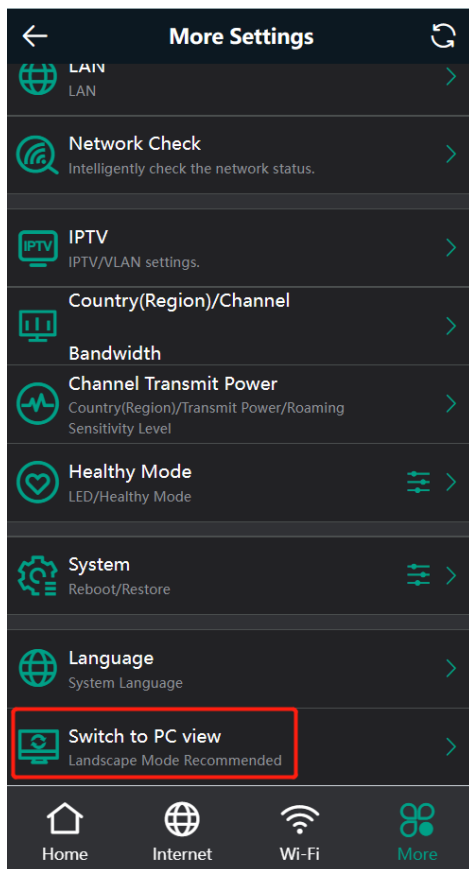 More Settings
LAN
LAN
Network Check
Intelligently check the network status.
IPTV
IPTV
IPTV/VLAN settings.
Country(Region)/Channel
Bandwidth
Channel Transmit Power
Country(Region)/Transmit Power/Roaming
Sensitivity Level
Healthy Mode
LED/Healthy Mode
System
Reboot/Restore
Language
System Language
Switch to PC view
Landscape Mode Recommended
Home Internet Wi-Fi More